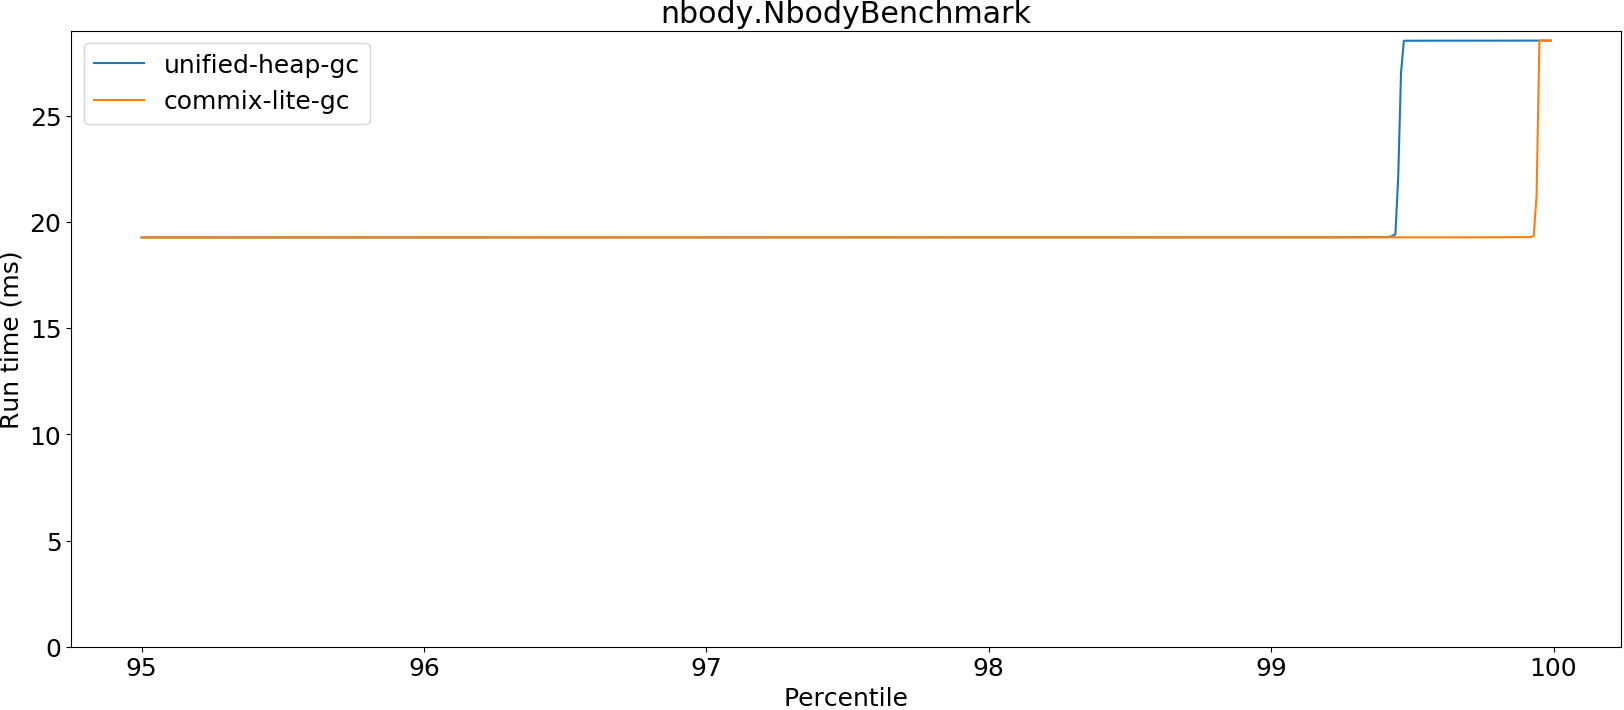 nbody.NbodyBenchmark
unified-heap-gc
commix-lite-gc
25
20
15
10
5
0
Run time (ms)
95 96 97 98 99 100
Percentile